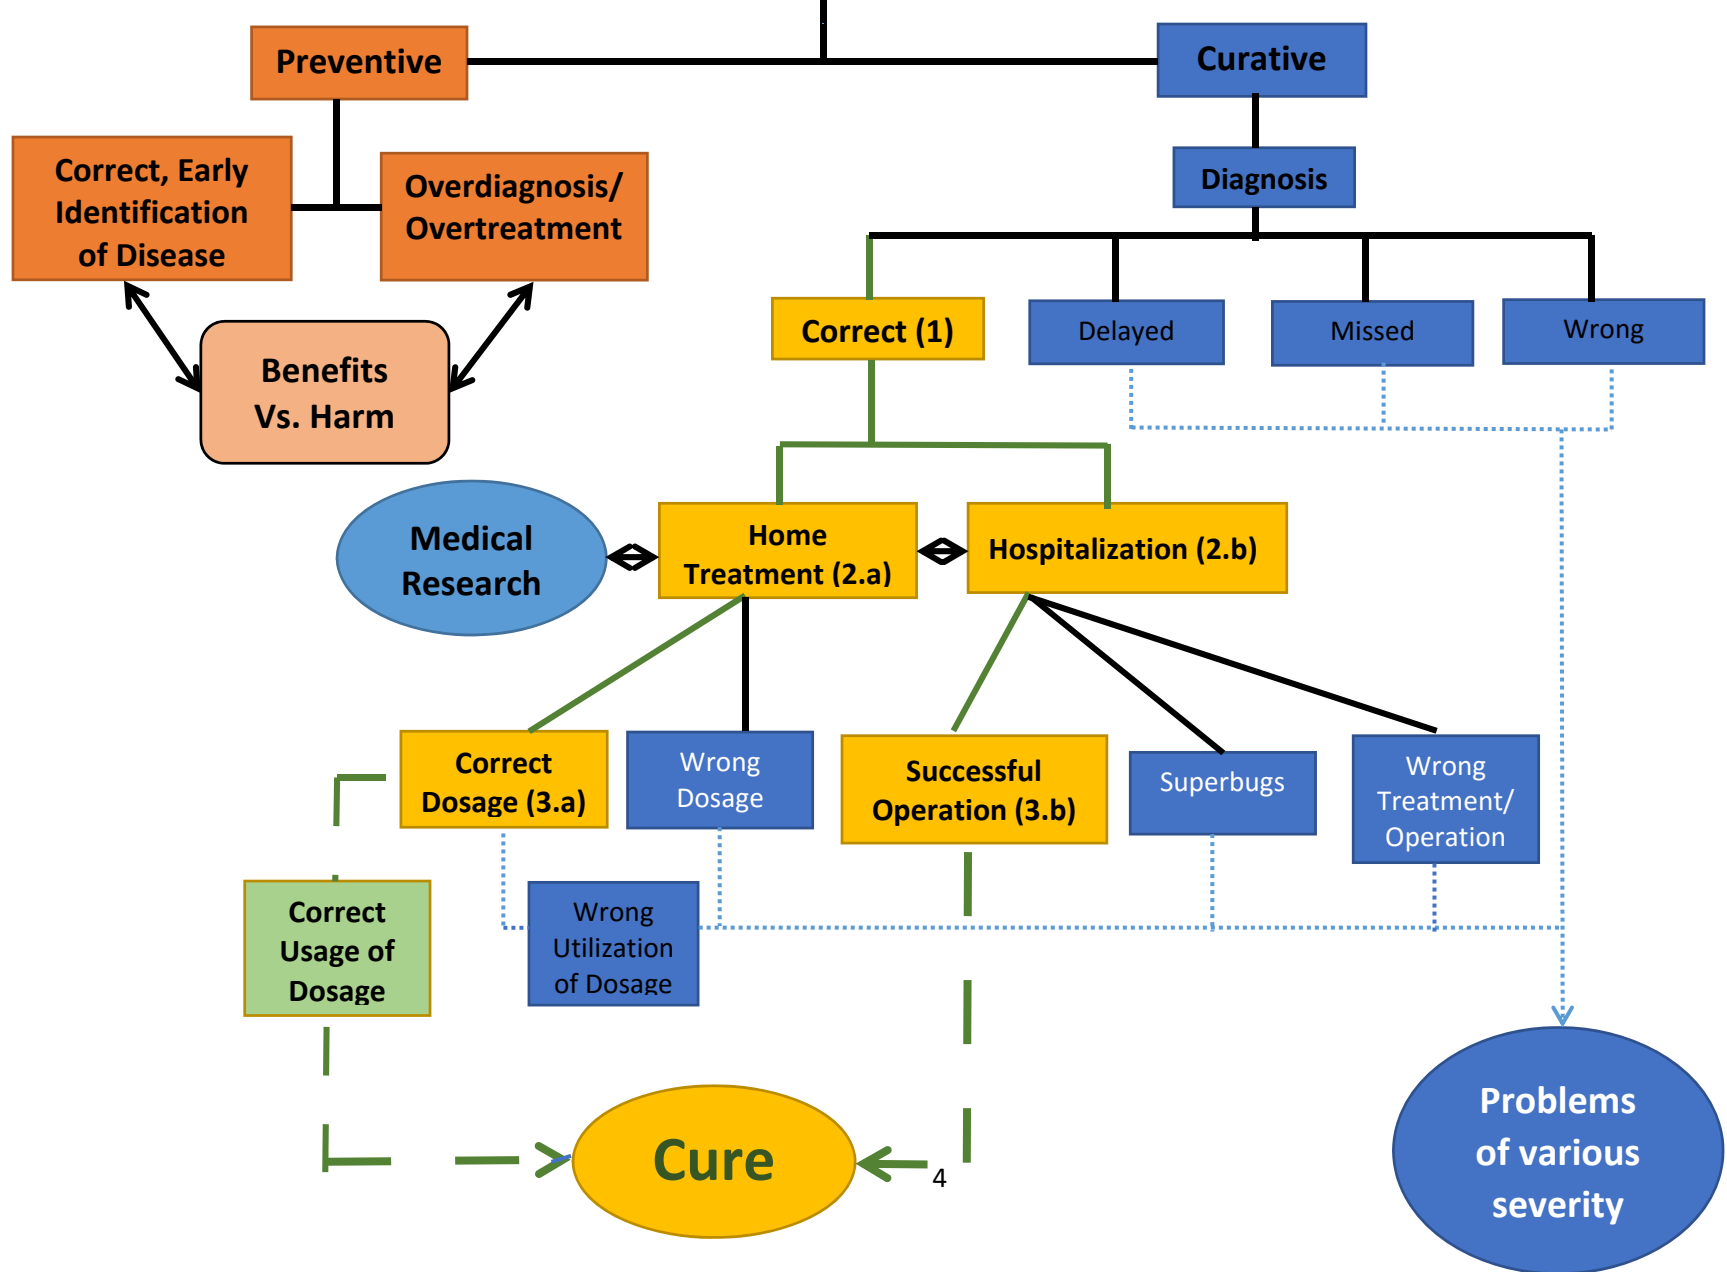 Preventive
Curative
Correct, Early
Identification
of Disease
Overdiagnosis/
Overtreatment
Diagnosis
Benefits
Vs. Harm
Correct (1)
Delayed
Missed
Wrong
Medical
Research
Home
Treatment (2.a)
Hospitalization (2.b)
Correct
Dosage (3.a)
Wrong
Dosage
Successful
Operation (3.b)
Superbugs
Wrong
Treatment/
Operation
Correct
Usage of
Dosage
Wrong
Utilization
of Dosage
Cure
4
Problems
of various
severity